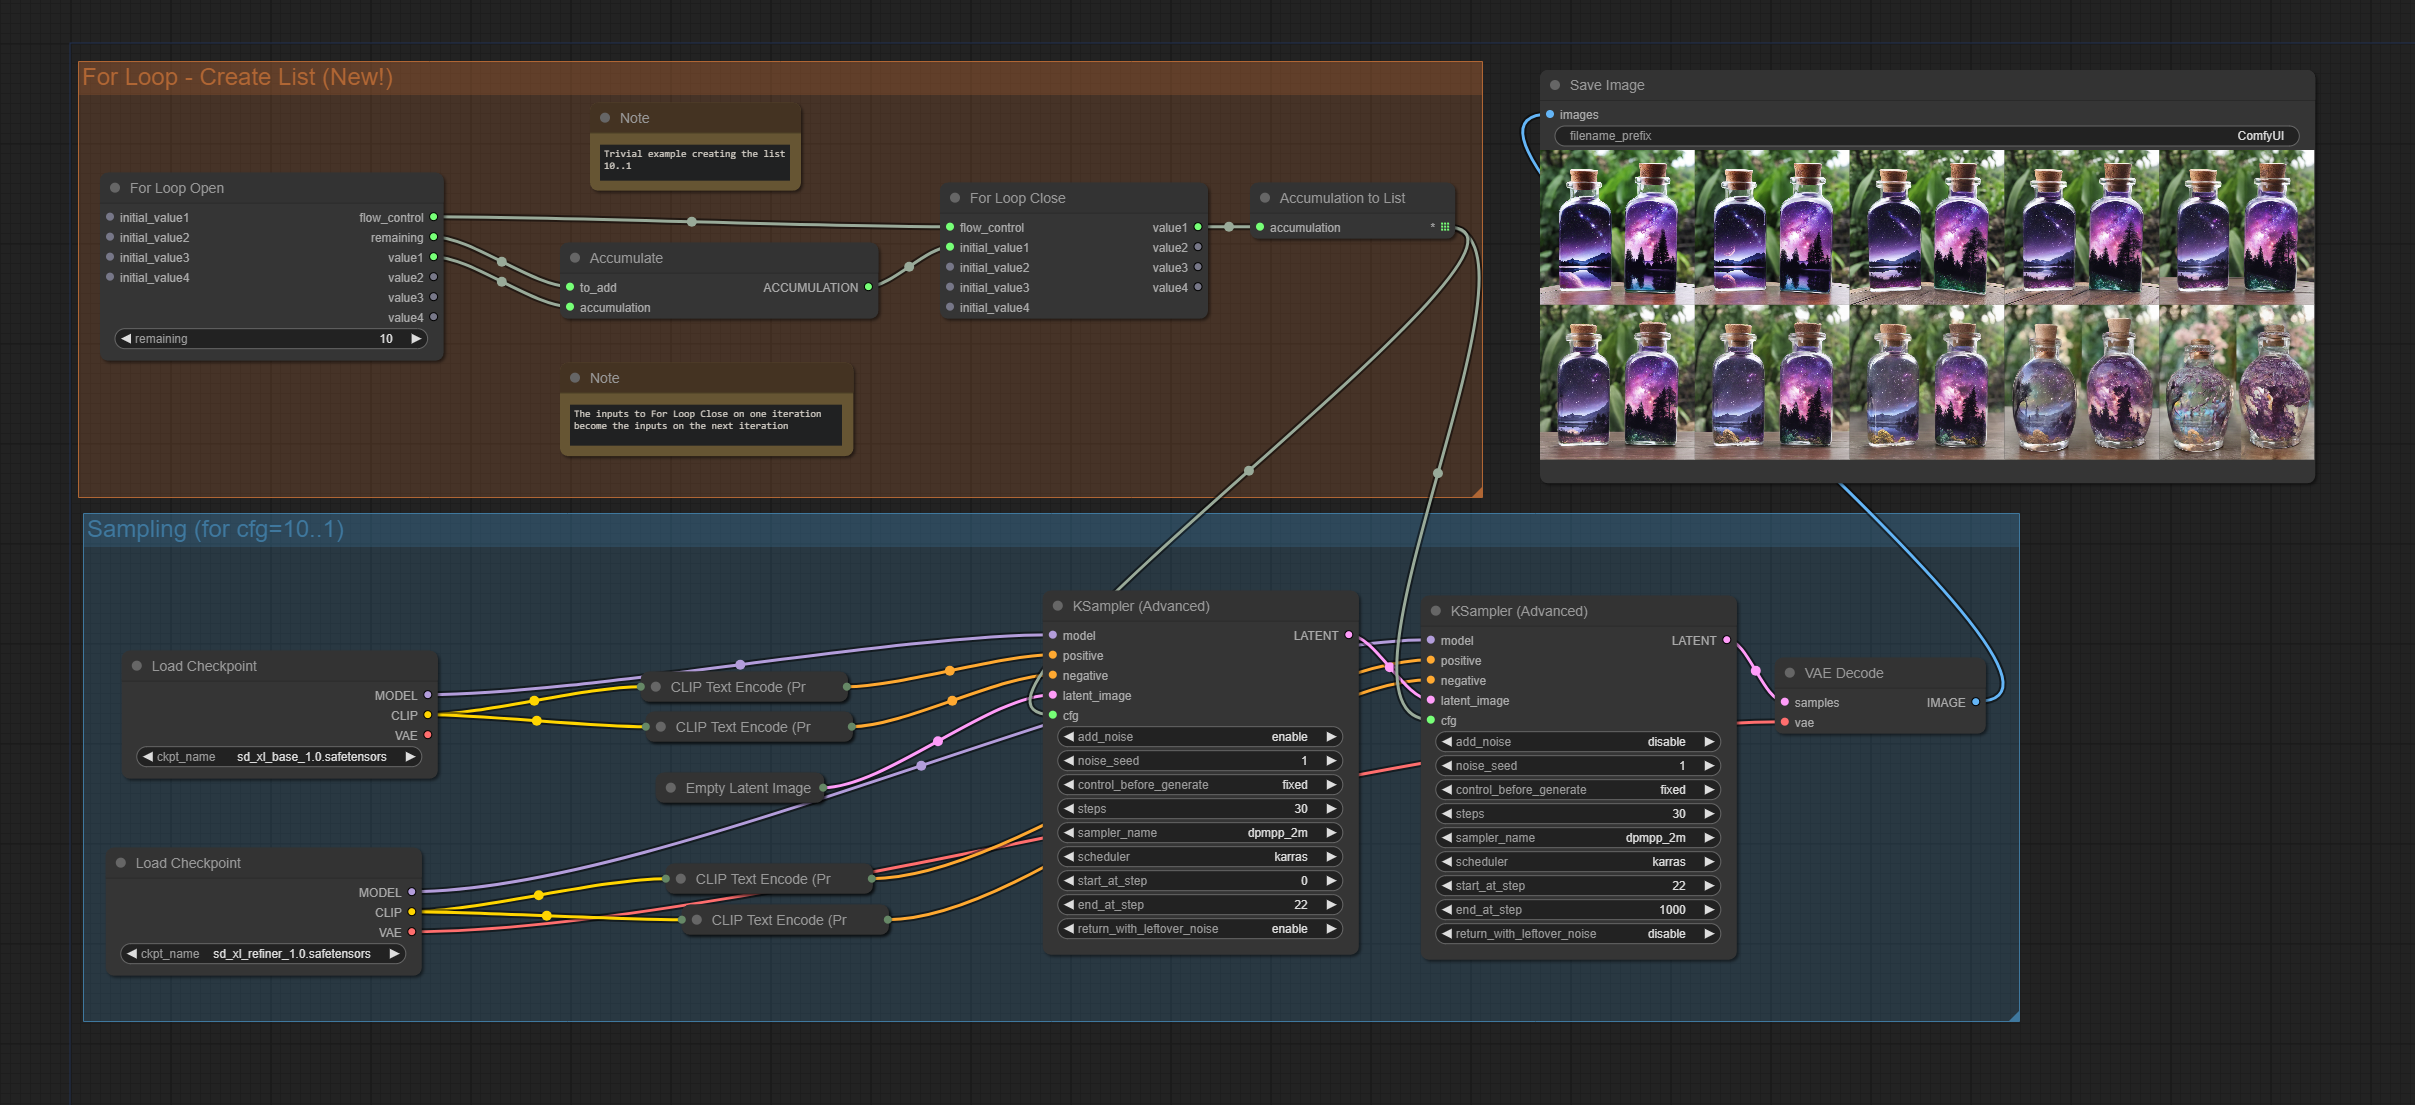 For Loop - Create List (New!)
Note
Trivial example creating the list
10..1
For Loop Open
initial_value1
flow_control
initial_value2
remaining
initial_value3
value1
initial_value4
value2
value3
value4
remaining
10
Accumulate
to_add
ACCUMULATION
accumulation
Note
The inputs to For Loop Close on one iteration
become the inputs on the next iteration
For Loop Close
flow_control
value1
initial_value1
value2
initial_value2
value3
initial_value3
value4
initial_value4
Accumulation to List
accumulation
*
Save Image
images
filename_prefix
ComfyUI
Sampling (for cfg=10..1)
Load Checkpoint
MODEL
CLIP
VAE
ckpt_name
sd_xl_base_1.0.safetensors
Load Checkpoint
MODEL
CLIP
VAE
ckpt_name
sd_xl_refiner_1.0.safetensors
CLIP Text Encode (Pr
CLIP Text Encode (Pr
Empty Latent Image
CLIP Text Encode (Pr
CLIP Text Encode (Pr
KSampler (Advanced)
model
LATENT
positive
negative
latent_image
cfg
add_noise
enable
noise_seed
1
control_before_generate
fixed
steps
30
sampler_name
dpmpp_2m
scheduler
karras
start_at_step
0
end_at_step
22
return_with_leftover_noise
enable
KSampler (Advanced)
model
LATENT
positive
negative
latent_image
cfg
add_noise
disable
noise_seed
1
control_before_generate
fixed
steps
30
sampler_name
dpmpp_2m
scheduler
karras
start_at_step
22
end_at_step
1000
return_with_leftover_noise
disable
VAE Decode
samples
IMAGE
vae